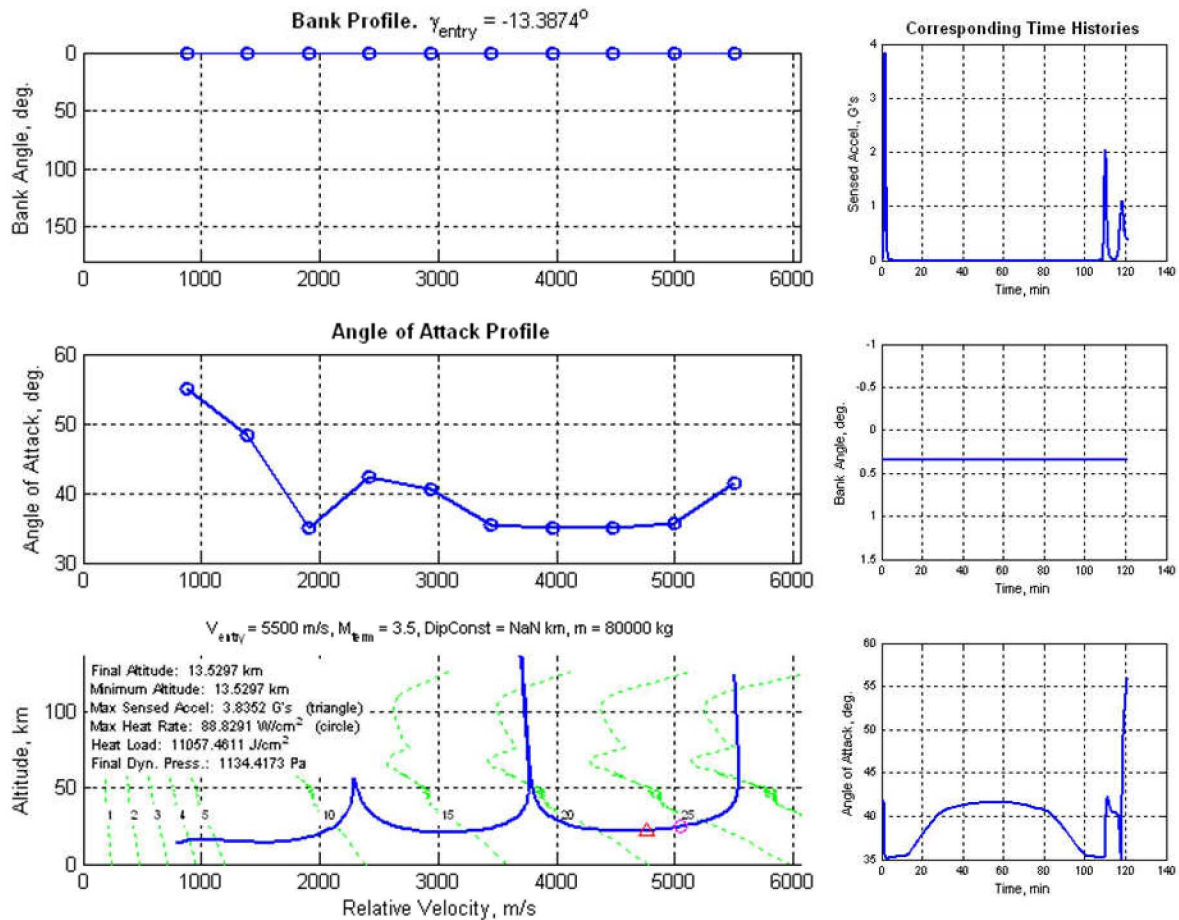 Bank Profile. γentry = -13.3874°
0
50
100
150
Bank Angle, deg.
0 1000 2000 3000 4000 5000 6000
Corresponding Time Histories
4
3
2
1
0
Sensed Accel., G's
0 20 40 60 80 100 120 140
Time, min
Angle of Attack Profile
60
50
40
30
Angle of Attack, deg.
0 1000 2000 3000 4000 5000 6000
-1
-0.5
0
0.5
1
1.5
Bank Angle, deg.
0 20 40 60 80 100 120 140
Time, min
Ventry = 5500 m/s, Mterm = 3.5, DipConst = NaN km, m = 80000 kg
Final Altitude: 13.5297 km
Minimum Altitude: 13.5297 km
Max Sensed Accel: 3.8352 G's (triangle)
Max Heat Rate: 88.8291 W/cm² (circle)
Heat Load: 11057.4611 J/cm²
Final Dyn. Press.: 1134.4173 Pa
100
50
0
Altitude, km
1 2 3 4 5 10 15 20 25
0 1000 2000 3000 4000 5000 6000
Relative Velocity, m/s
60
55
50
45
40
35
Angle of Attack, deg.
0 20 40 60 80 100 120 140
Time, min